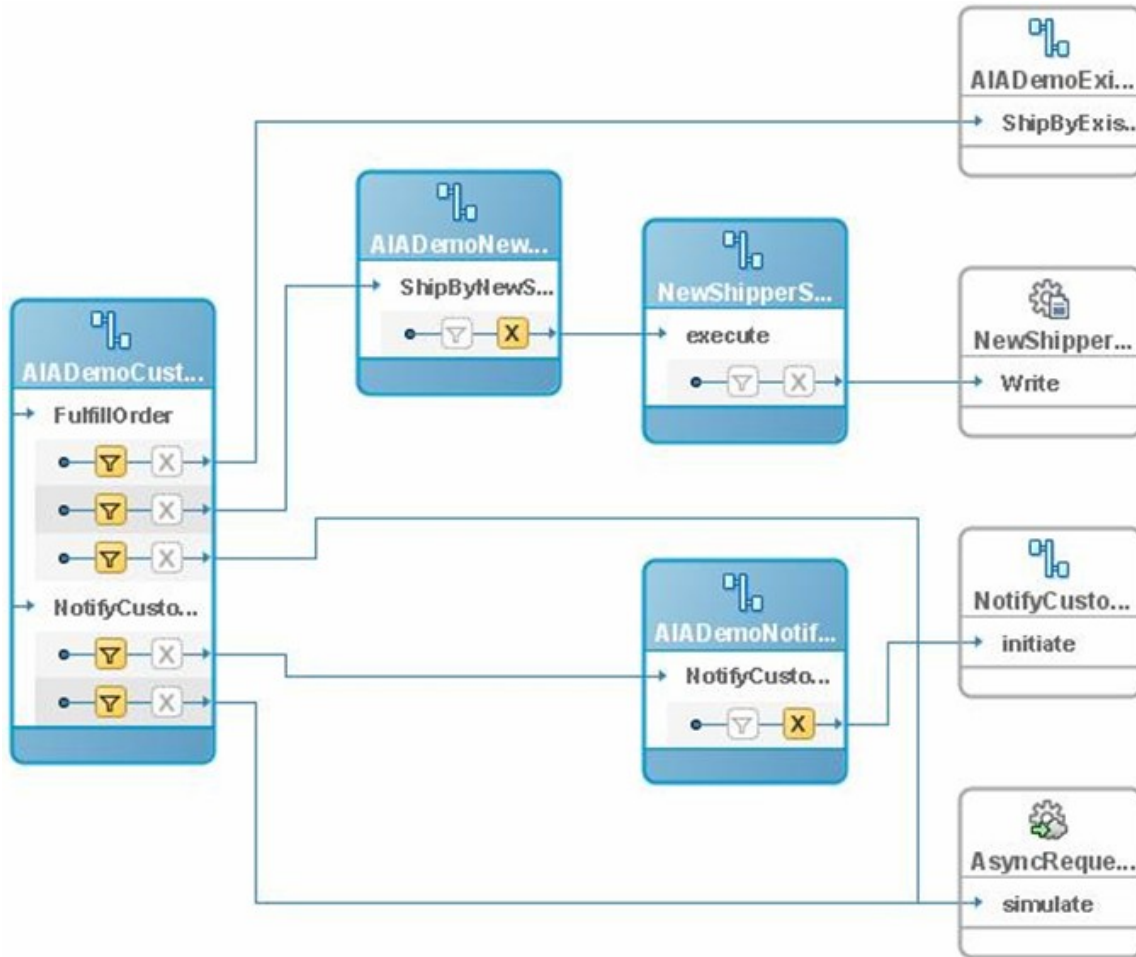 AIADemoExi...
ShipByExis..
AIADemoNew...
ShipByNewS...
X
NewShipperS...
execute
X
NewShipper...
Write
AIADemoCust...
FulfillOrder
X
X
X
NotifyCusto...
X
X
AIADemoNotif...
NotifyCusto...
X
NotifyCusto...
initiate
AsyncReque...
simulate